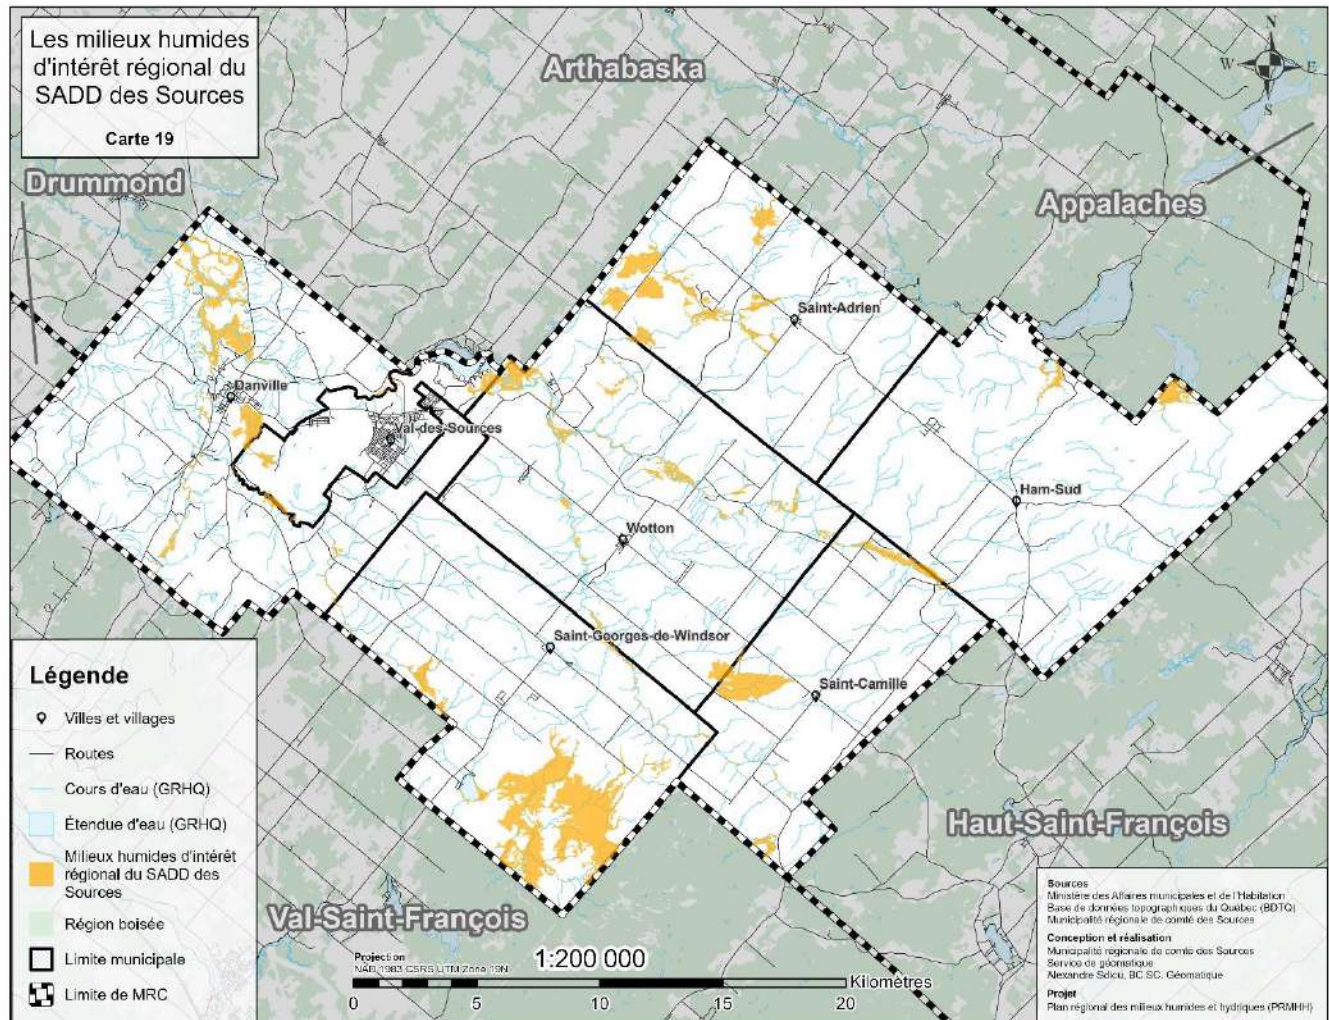 Les milieux humides
d'intérêt régional du
SADD des Sources
Carte 19
Arthabaska
N
W
E
S
Drummond
Appalaches
Saint-Adrien
Danville
Val-des-Sources
Ham-Sud
Wotton
Saint-Georges-de-Windsor
Saint-Camille
Haut-Saint-François
Val-Saint-François
Légende
Villes et villages
Routes
Cours d'eau (GRHQ)
Étendue d'eau (GRHQ)
Milieux humides d'intérêt
régional du SADD des
Sources
Région boisée
Limite municipale
Limite de MRC
Projection
NAD 1983 CSRS UTM Zone 19N
1:200 000
Kilomètres
0 5 10 15 20
Sources
Ministère des Affaires municipales et de l'Habitation
Base de données topographiques du Québec (BDTQ)
Municipalité régionale de comté des Sources
Conception et réalisation
Municipalité régionale de comté des Sources
Service de géomatique
Alexandre BC.SC. Géomatique
Projet
Plan régional des milieux humides et hydriques (PRMHH)